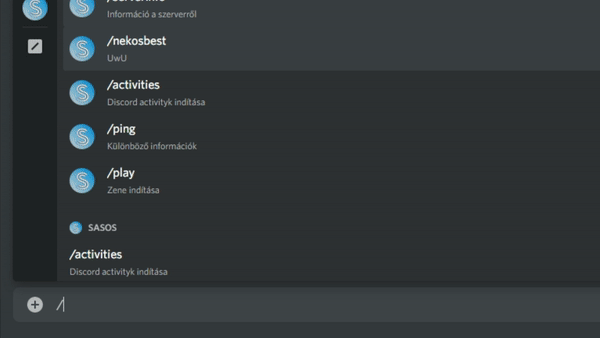 Információ a szerverről
/nekosbest
UwU
/activities
Discord activityk indítása
/ping
Különböző információk
/play
Zene indítása
SASOS
/activities
Discord activityk indítása
/